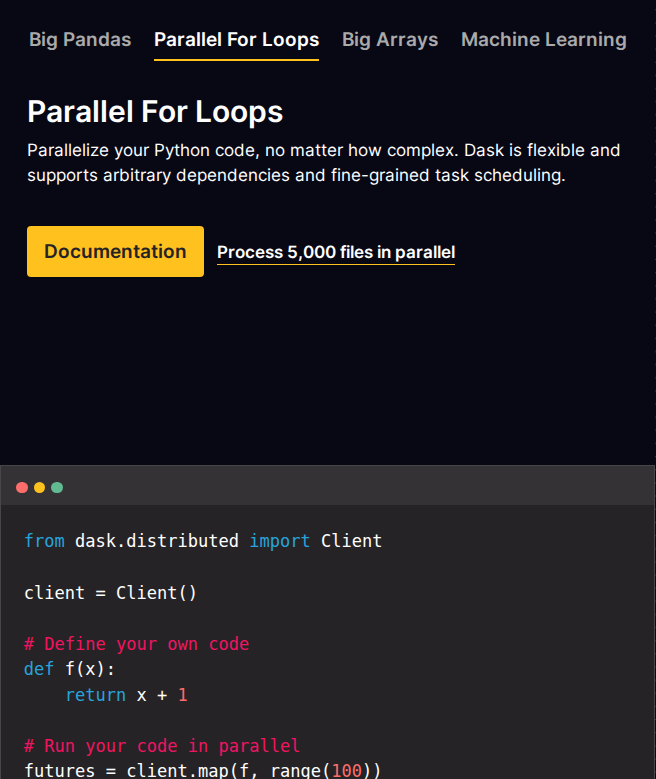 Big Pandas Parallel For Loops Big Arrays Machine Learning
Parallel For Loops
Parallelize your Python code, no matter how complex. Dask is flexible and
supports arbitrary dependencies and fine-grained task scheduling.
Documentation Process 5,000 files in parallel
from dask.distributed import Client

client = Client()

# Define your own code
def f(x):
    return x + 1

# Run your code in parallel
futures = client.map(f, range(100))